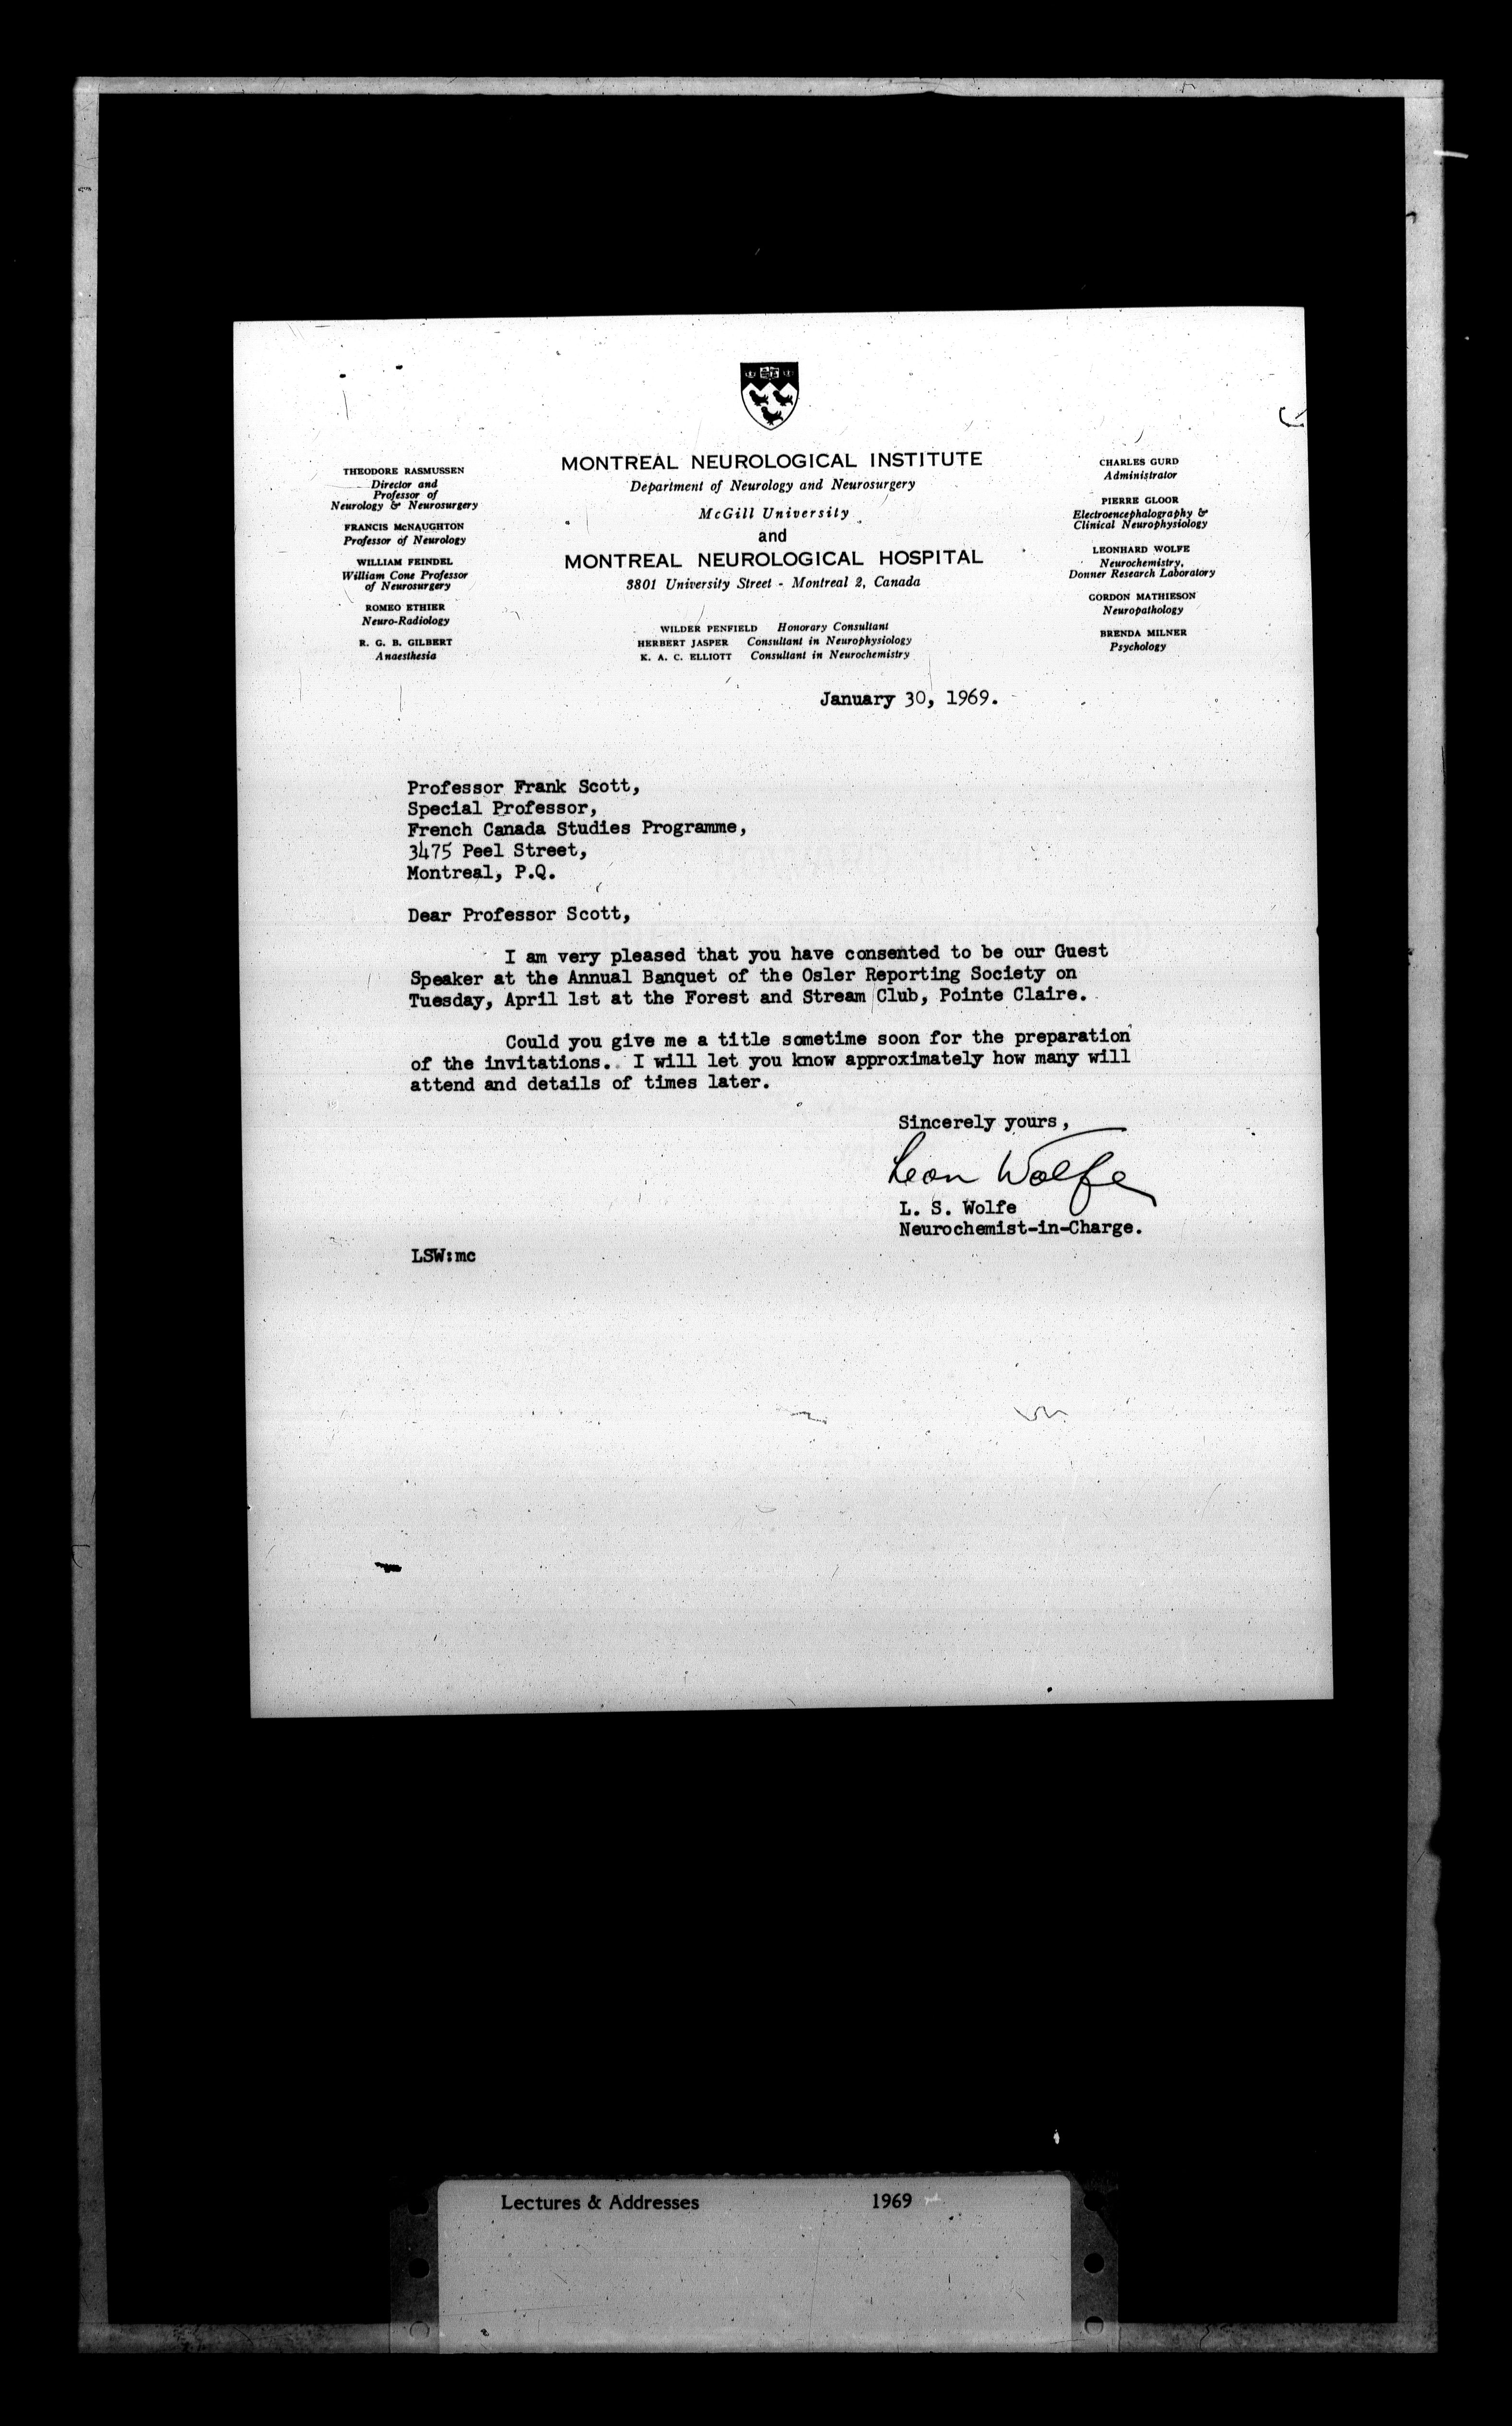 MONTREAL NEUROLOGICAL INSTITUTE
Department of Neurology and Neurosurgery
McGill University
and
MONTREAL NEUROLOGICAL HOSPITAL
3801 University Street - Montreal 2, Canada
WILDER PENFIELD Honorary Consultant
HERBERT JASPER Consultant in Neurophysiology
K. A. C. ELLIOTT Consultant in Neurochemistry
THEODORE RASMUSSEN
Director and
Professor of
Neurology & Neurosurgery
FRANCIS McNAUGHTON
Professor of Neurology
WILLIAM FEINDEL
William Cone Professor
of Neurosurgery
ROMEO ETHIER
Neuro-Radiology
R. G. B. GILBERT
Anaesthesia
CHARLES GURD
Administrator
PIERRE GLOOR
Electroencephalography &
Clinical Neurophysiology
LEONHARD WOLFE
Neurochemistry,
Donner Research Laboratory
GORDON MATHIESON
Neuropathology
BRENDA MILNER
Psychology
January 30, 1969.
Professor Frank Scott,
Special Professor,
French Canada Studies Programme,
3475 Peel Street,
Montreal, P.Q.
Dear Professor Scott,
I am very pleased that you have consented to be our Guest
Speaker at the Annual Banquet of the Osler Reporting Society on
Tuesday, April 1st at the Forest and Stream Club, Pointe Claire.
Could you give me a title sometime soon for the preparation
of the invitations. I will let you know approximately how many will
attend and details of times later.
Sincerely yours,
Leon Wolfe
L. S. Wolfe
Neurochemist-in-Charge.
LSW:mc
Lectures & Addresses 1969